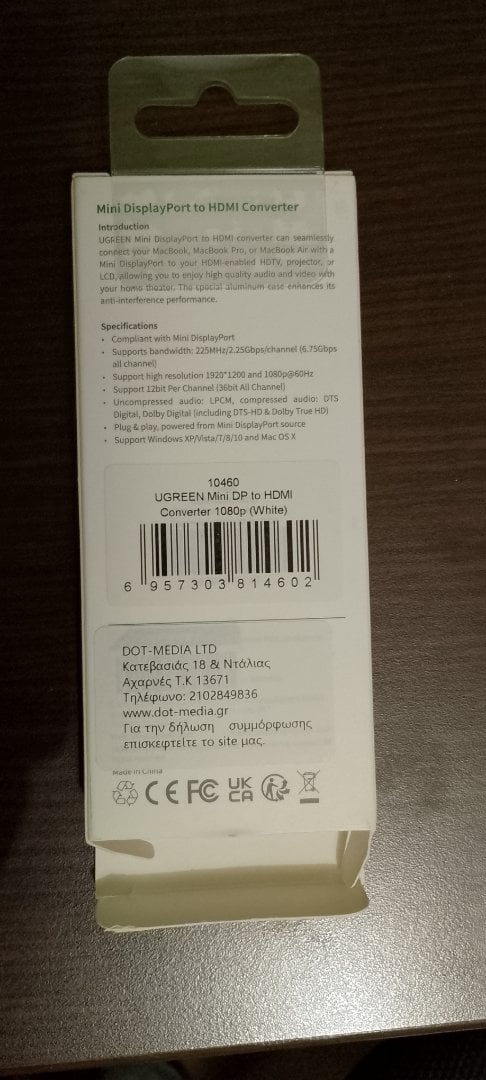 Mini DisplayPort to HDMI Converter
Introduction
UGREEN Mini DisplayPort to HDMI converter can seamlessly
connect your MacBook, MacBook Pro, or MacBook Air with a
Mini DisplayPort to your HDMI-enabled HDTV, projector, or
LCD, allowing you to enjoy high quality audio and video with
your home theater. The special aluminum case enhances its
anti-interference performance.
Specifications
• Compliant with Mini DisplayPort
• Supports bandwidth: 225MHz/2.25Gbps/channel (6.75Gbps
all channel)
• Support high resolution 1920*1200 and 1080p@60Hz
• Support 12bit Per Channel (36bit All Channel)
• Uncompressed audio: LPCM, compressed audio: DTS
Digital, Dolby Digital (including DTS-HD & Dolby True HD)
• Plug & play, powered from Mini DisplayPort source
• Support Windows XP/Vista/7/8/10 and Mac OS X
10460
UGREEN Mini DP to HDMI
Converter 1080p (White)
6 957303 814602
DOT-MEDIA LTD
Κατεβασιάς 18 & Ντάλιας
Αχαρνές Τ.Κ 13671
Τηλέφωνο: 2102849836
www.dot-media.gr
Για την δήλωση συμμόρφωσης
επισκεφτείτε το site μας.
Made in China
CE FC UK
CA